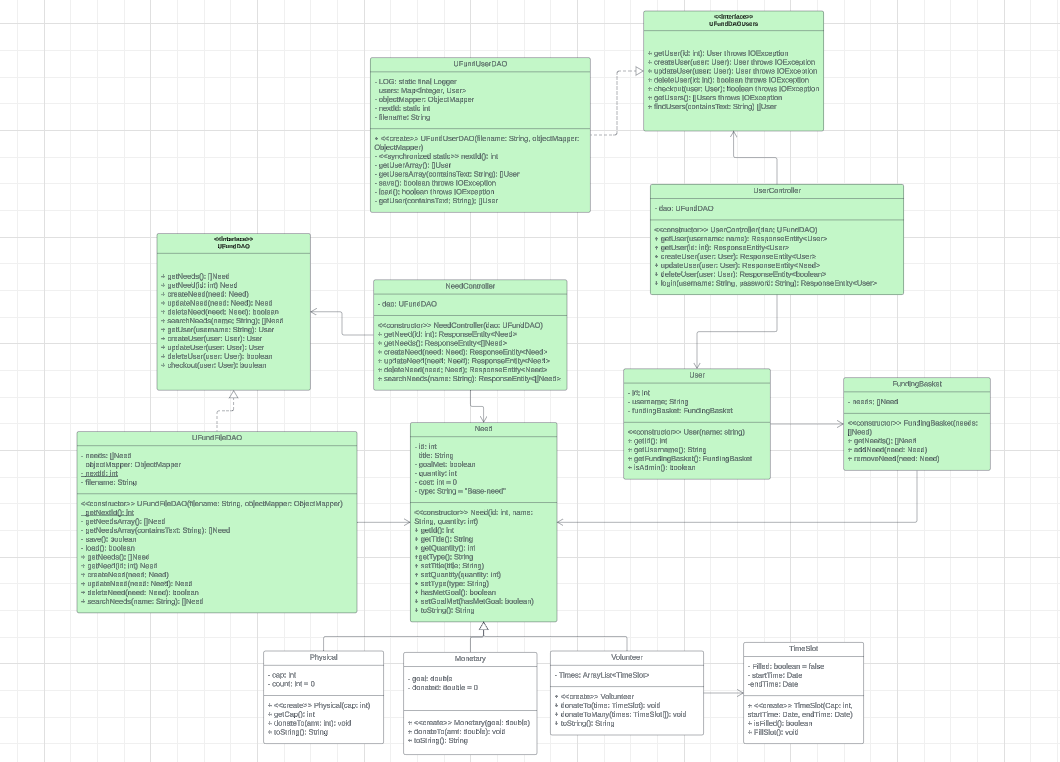 <<Interface>>
UFundDAOUsers
+ getUser(id: int): User throws IOException
+ createUser(user: User): User throws IOException
+ updateUser(user: User): User throws IOException
+ deleteUser(id: int): boolean throws IOException
+ checkout(user: User): Boolean throws IOException
+ getUsers(): []Users throws IOException
+ findUsers(containsText: String) []User
UFundUserDAO
- LOG: static final Logger
users: Map<Integer, User>
- objectMapper: ObjectMapper
- nextId: static int
- filename: String
+ <<create>> UFundUserDAO(filename: String, objectMapper:
ObjectMapper)
- <<synchronized static>> nextId(): int
- getUserArray(): []User
- getUsersArray(containsText: String): []User
- save(): boolean throws IOException
- load(): boolean throws IOException
- getUser(containsText: String): []User
UserController
- dao: UFundDAO
<<constructor>> UserController(dao: UFundDAO)
+ getUser(username: name): ResponseEntity<User>
+ getUser(id: int): ResponseEntity<User>
+ createUser(user: User): ResponseEntity<User>
+ updateUser(user: User): ResponseEntity<Need>
+ deleteUser(user: User): ResponseEntity<boolean>
+ login(username: String, password: String): ResponseEntity<User>
<<Interface>>
UFundDAO
+ getNeeds(): []Need
+ getNeed(id: int) Need
+ createNeed(need: Need)
+ updateNeed(need: Need): Need
+ deleteNeed(need: Need): boolean
+ searchNeeds(name: String): []Need
+ getUser(username: String): User
+ createUser(user: User): User
+ updateUser(user: User): User
+ deleteUser(user: User): boolean
+ checkout(user: User): boolean
NeedController
- dao: UFundDAO
<<constructor>> NeedController(dao: UFundDAO)
+ getNeed(id: int): ResponseEntity<Need>
+ getNeeds(): ResponseEntity<[]Need>
+ createNeed(need: Need): ResponseEntity<Need>
+ updateNeed(need: Need): ResponseEntity<Need>
+ deleteNeed(need: Need): ResponseEntity<Need>
+ searchNeeds(name: String): ResponseEntity<[]Need>
User
- id: int
- username: String
- fundingBasket: FundingBasket
<<constructor>> User(name: string)
+ getId(): int
+ getUsername(): String
+ getFundingBasket(): FundingBasket
+ isAdmin(): boolean
FundingBasket
- needs: []Need
<<constructor>> FundingBasket(needs:
[]Need)
+ getNeeds(): []Need
+ addNeed(need: Need)
+ removeNeed(need: Need)
UFundFileDAO
- needs: []Need
objectMapper: ObjectMapper
- nextId: int
- filename: String
<<constructor>> UFundFileDAO(filename: String, objectMapper: ObjectMapper)
getNextId(): int
- getNeedsArray(): []Need
- getNeedsArray(containsText: String): []Need
- save(): boolean
- load(): boolean
+ getNeeds(): []Need
+ getNeed(id: int) Need
+ createNeed(need: Need)
+ updateNeed(need: Need): Need
+ deleteNeed(need: Need): boolean
+ searchNeeds(name: String): []Need
Need
- id: int
title: String
- goalMet: boolean
- quantity: int
- cost: int = 0
- type: String = "Base-need"
<<constructor>> Need(id: int, name:
String, quantity: int)
+ getId(): int
+ getTitle(): String
+ getQuantity(): int
+getType(): String
+ setTitle(title: String)
+ setQuantity(quantity: int)
+ setType(type: String)
+ hasMetGoal(): boolean
+ setGoalMet(hasMetGoal: boolean)
+ toString(): String
Physical
- cap: int
- count: int = 0
+ <<create>> Physical(cap: int)
+ getCap(): int
+ donateTo(amt: int): void
+ toString(): String
Monetary
- goal: double
- donated: double = 0
+ <<create>> Monetary(goal: double)
+ donateTo(amt: double): void
+ toString(): String
Volunteer
- Times: ArrayList<TimeSlot>
+ <<create>> Volunteer
+ donateTo(time: TimeSlot): void
+ donateToMany(times: TimeSlot[]): void
+ toString(): String
TimeSlot
- Filled: boolean = false
- startTime: Date
-endTime: Date
+ <<create>> TimeSlot(Cap: int,
startTime: Date, endTime: Date)
+ isFilled(): boolean
+ FillSlot(): void